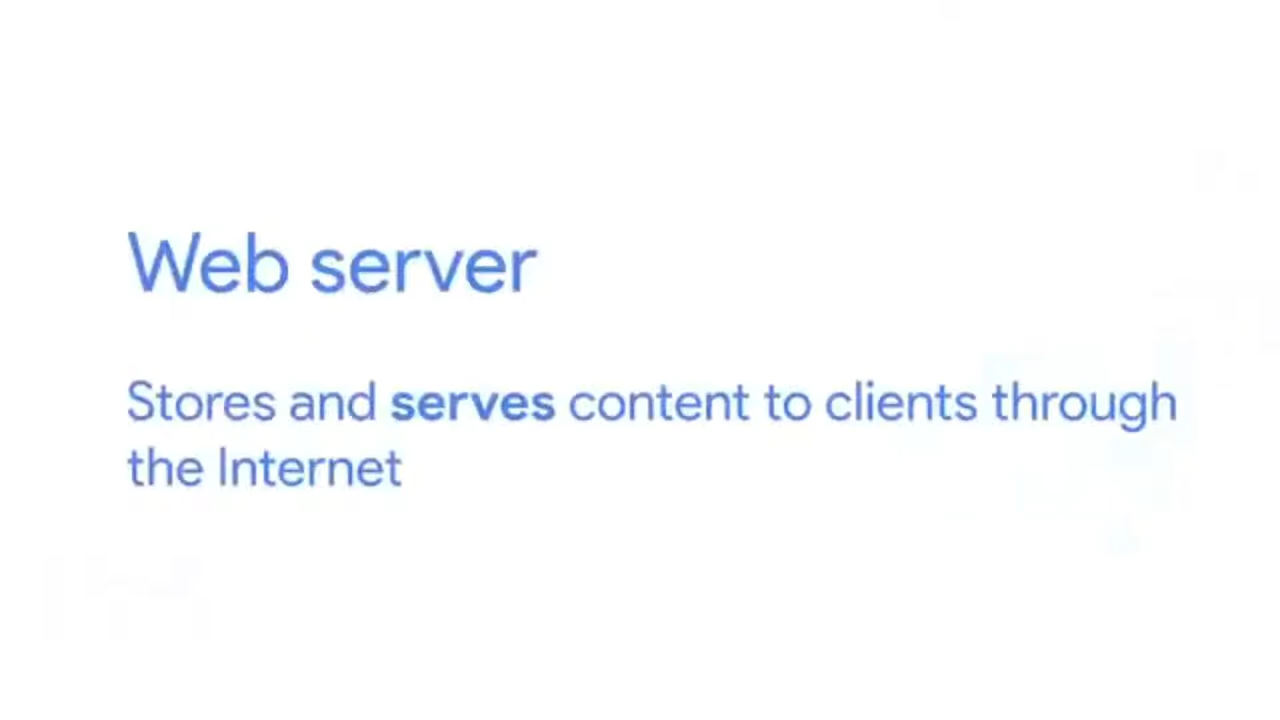 Web server
Stores and serves content to clients through
the Internet